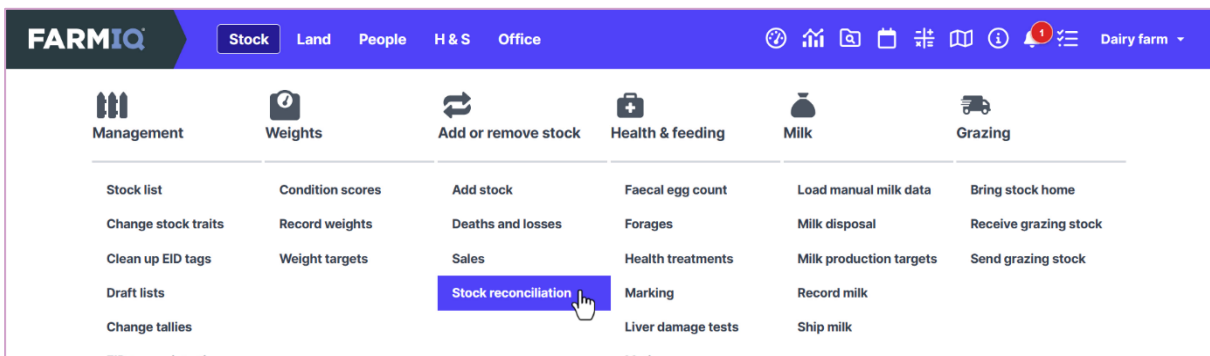 FARMIQ Stock Land People H & S Office 1 Dairy farm
Management Weights Add or remove stock Health & feeding Milk Grazing
Stock list Condition scores Add stock Faecal egg count Load manual milk data Bring stock home
Change stock traits Record weights Deaths and losses Forages Milk disposal Receive grazing stock
Clean up EID tags Weight targets Sales Health treatments Milk production targets Send grazing stock
Draft lists Stock reconciliation Marking Record milk
Change tallies Liver damage tests Ship milk